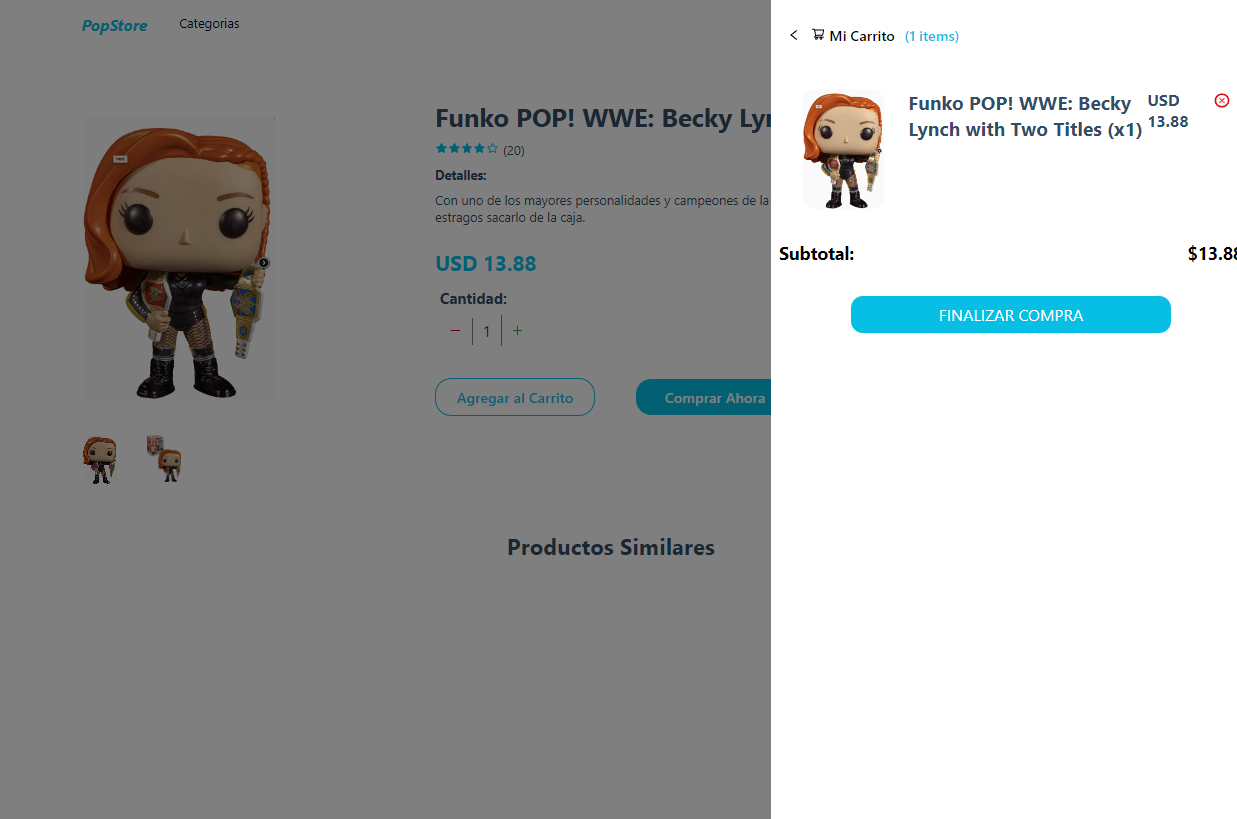 PopStore
Categorias
Funko POP! WWE: Becky Lyn
(20)
Detalles:
Con uno de los mayores personalidades y campeones de la
estragos sacarlo de la caja.
USD 13.88
Cantidad:
− 1 +
Agregar al Carrito
Comprar Ahora
Productos Similares
Mi Carrito (1 items)
Funko POP! WWE: Becky
Lynch with Two Titles (x1)
USD
13.88
Subtotal:
$13.88
FINALIZAR COMPRA